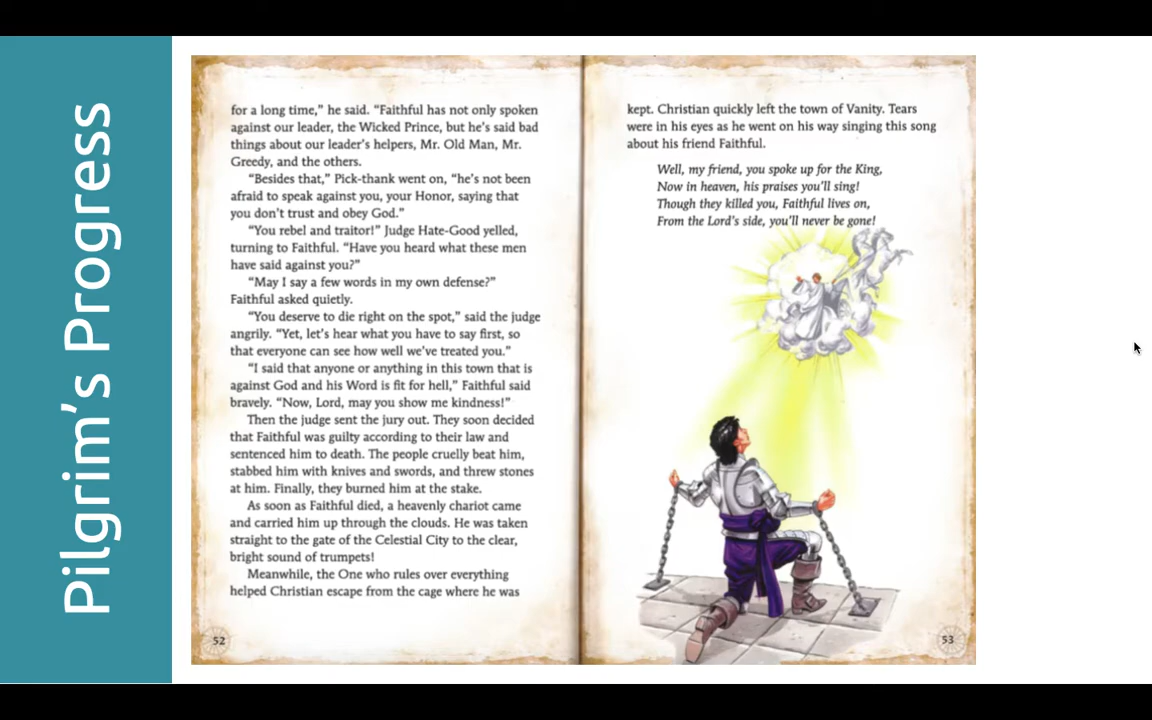 Pilgrim's Progress
for a long time,” he said. “Faithful has not only spoken
against our leader, the Wicked Prince, but he’s said bad
things about our leader’s helpers, Mr. Old Man, Mr.
Greedy, and the others.
“Besides that,” Pick-thank went on, “he’s not been
afraid to speak against you, your Honor, saying that
you don’t trust and obey God.”
“You rebel and traitor!” Judge Hate-Good yelled,
turning to Faithful. “Have you heard what these men
have said against you?”
“May I say a few words in my own defense?”
Faithful asked quietly.
“You deserve to die right on the spot,” said the judge
angrily. “Yet, let’s hear what you have to say first, so
that everyone can see how well we’ve treated you.”
“I said that anyone or anything in this town that is
against God and his Word is fit for hell,” Faithful said
bravely. “Now, Lord, may you show me kindness!”
Then the judge sent the jury out. They soon decided
that Faithful was guilty according to their law and
sentenced him to death. The people cruelly beat him,
stabbed him with knives and swords, and threw stones
at him. Finally, they burned him at the stake.
As soon as Faithful died, a heavenly chariot came
and carried him up through the clouds. He was taken
straight to the gate of the Celestial City to the clear,
bright sound of trumpets!
Meanwhile, the One who rules over everything
helped Christian escape from the cage where he was
52
kept. Christian quickly left the town of Vanity. Tears
were in his eyes as he went on his way singing this song
about his friend Faithful.
Well, my friend, you spoke up for the King,
Now in heaven, his praises you’ll sing!
Though they killed you, Faithful lives on,
From the Lord’s side, you’ll never be gone!
53